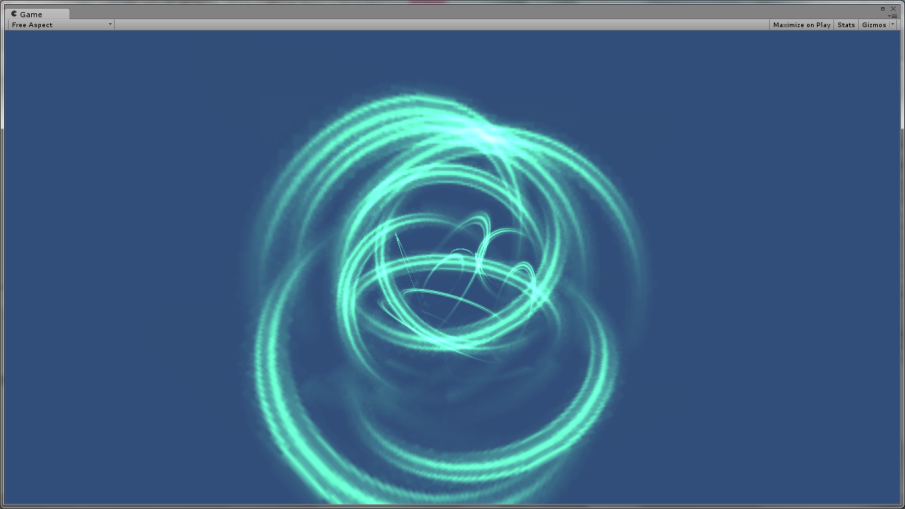 Game
Free Aspect
Maximize on Play
Stats
Gizmos